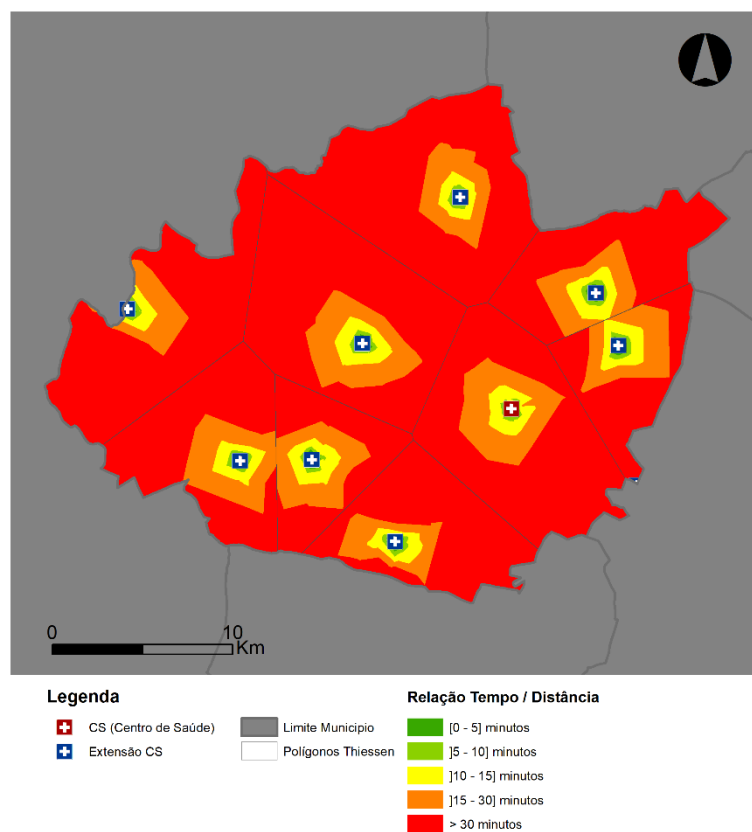 0 10
Km
Legenda
CS (Centro de Saúde)
Extensão CS
Limite Municipio
Polígonos Thiessen
Relação Tempo / Distância
[0 - 5] minutos
]5 - 10] minutos
]10 - 15] minutos
]15 - 30] minutos
> 30 minutos